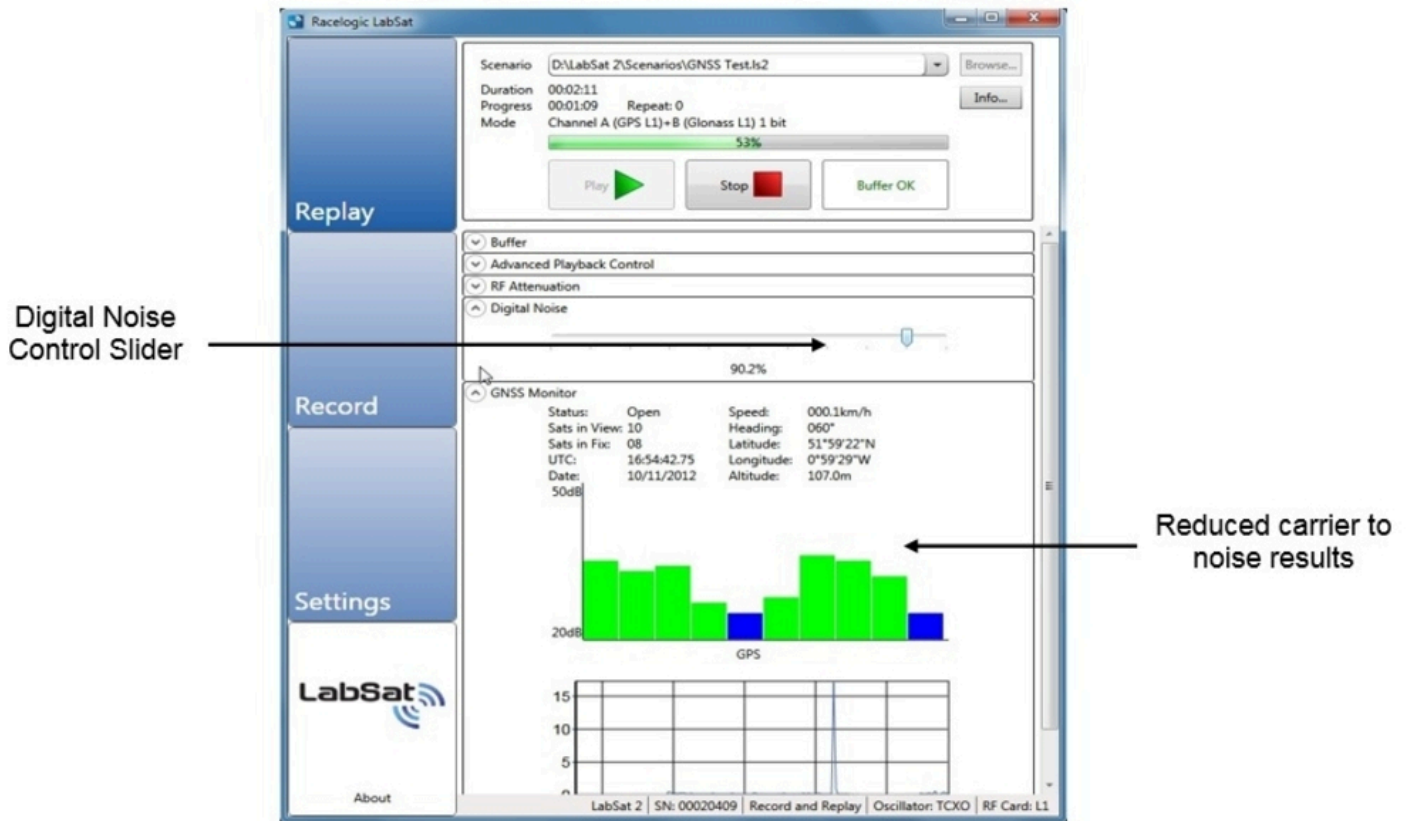 Racelogic LabSat
Scenario D:\LabSat 2\Scenarios\GNSS Test.ls2 Browse...
Duration 00:02:11 Info...
Progress 00:01:09 Repeat: 0
Mode Channel A (GPS L1)+B (Glonass L1) 1 bit
53%
Play Stop Buffer OK
Replay
Buffer
Advanced Playback Control
RF Attenuation
Digital Noise
90.2%
Digital Noise
Control Slider
Record
GNSS Monitor
Status: Open Speed: 000.1km/h
Sats in View: 10 Heading: 060°
Sats in Fix: 08 Latitude: 51°59'22"N
UTC: 16:54:42.75 Longitude: 0°59'29"W
Date: 10/11/2012 Altitude: 107.0m
50dB
20dB
GPS
Reduced carrier to
noise results
Settings
LabSat
About
15
10
5
0
LabSat 2 SN: 00020409 Record and Replay Oscillator: TCXO RF Card: L1